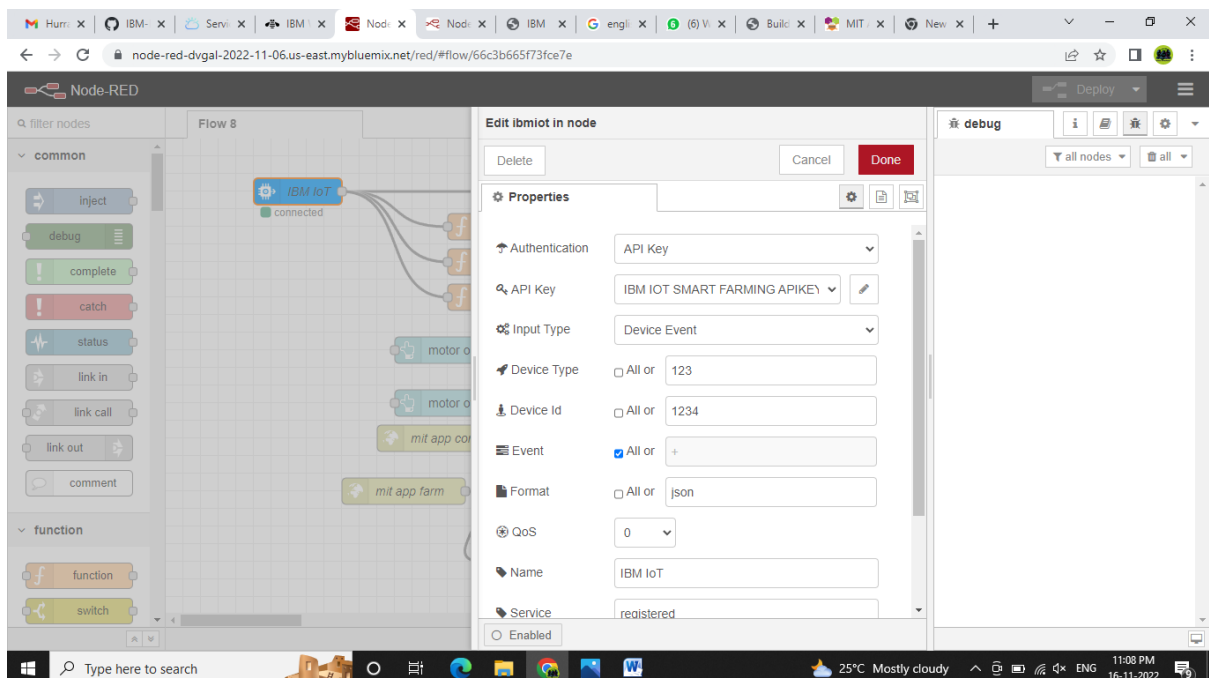 Hurra
IBM-
Servi
IBM
Node
Node
IBM
engli
(6) W
Build
MIT
New
node-red-dvgal-2022-11-06.us-east.mybluemix.net/red/#flow/66c3b665f73fce7e
Node-RED
Deploy
filter nodes
Flow 8
Edit ibmiot in node
debug
i
common
Delete
Cancel
Done
all nodes
all
inject
IBM IoT
Properties
connected
debug
f
Authentication
API Key
complete
f
API Key
IBM IOT SMART FARMING APIKEY
catch
f
Input Type
Device Event
status
motor o
Device Type
All or
123
link in
link call
motor o
Device Id
All or
1234
link out
mit app con
Event
All or
+
comment
mit app farm
Format
All or
json
function
QoS
0
function
Name
IBM IoT
switch
Service
registered
Enabled
Type here to search
25°C Mostly cloudy
ENG
11:08 PM
16-11-2022